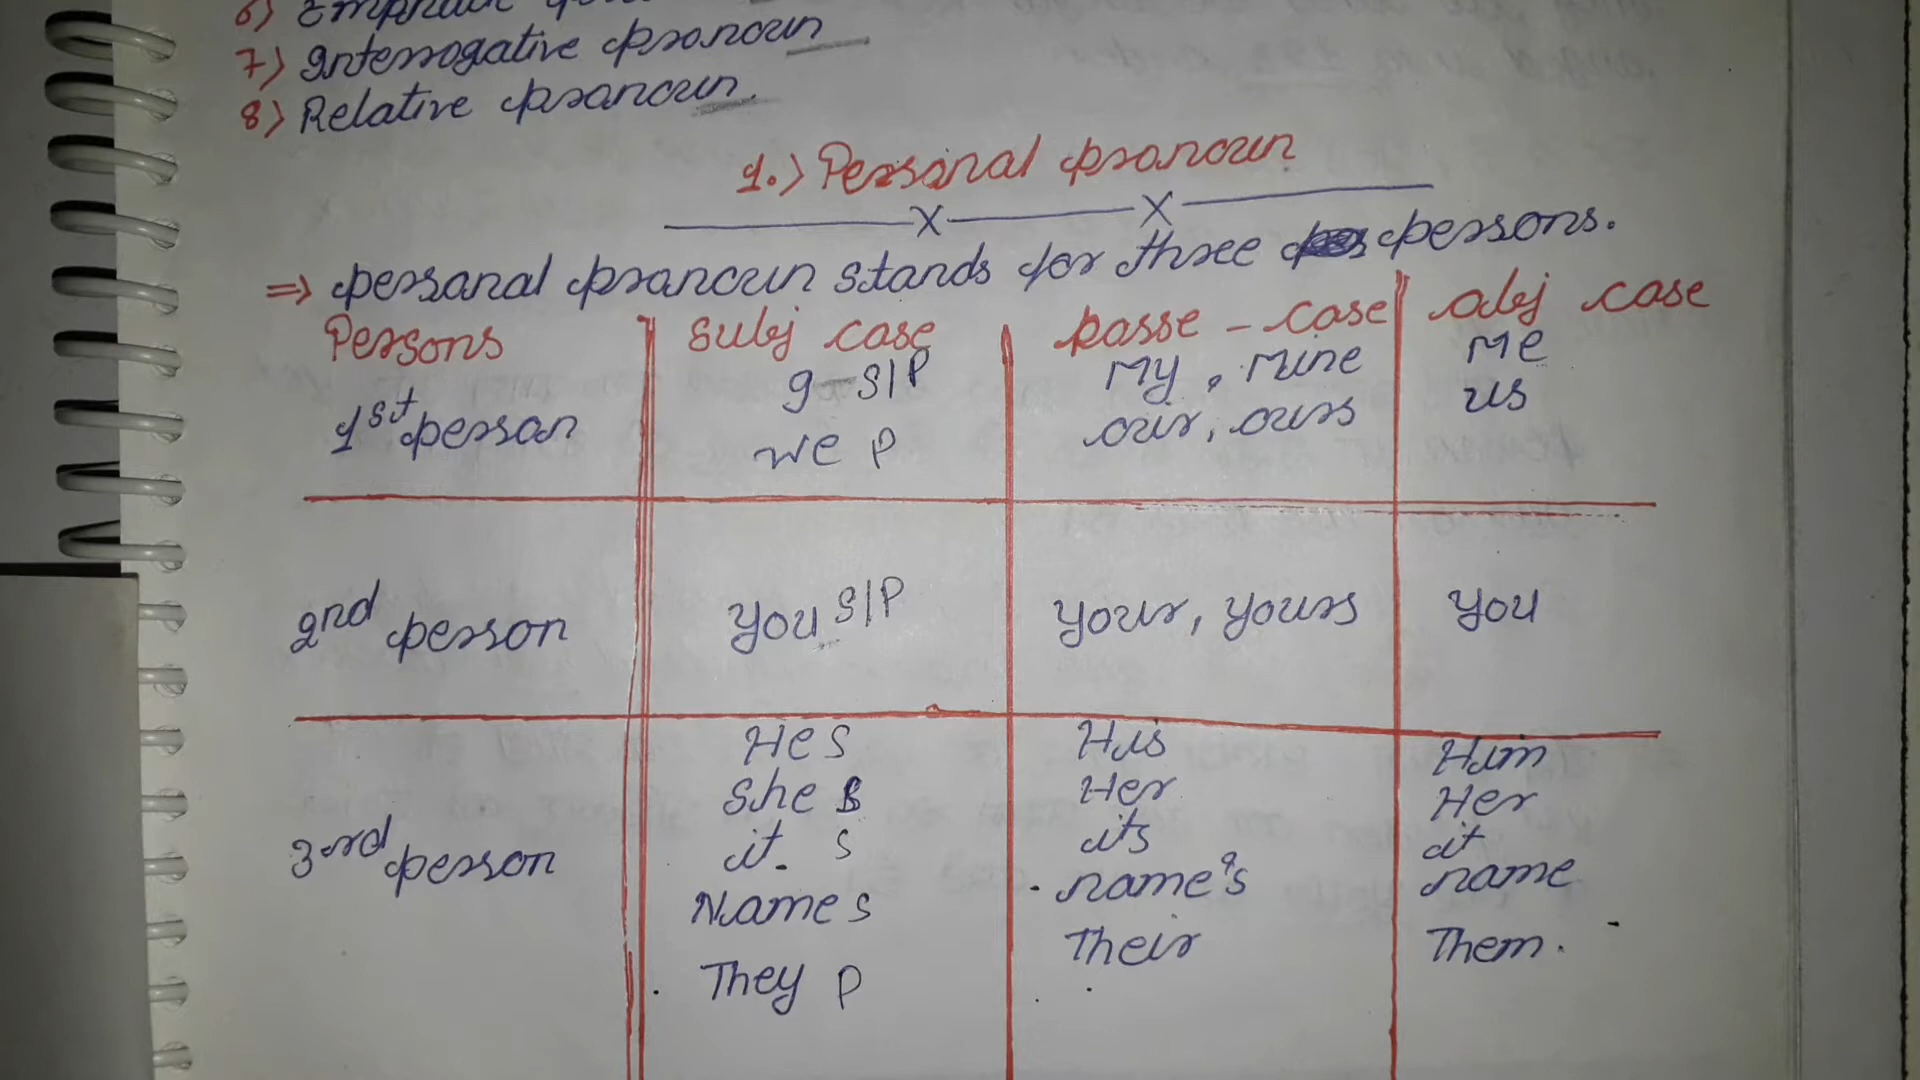 6) Emphatic
7) Interrogative pronoun
8) Relative pronoun.
1.) Personal pronoun
⇒ personal pronoun stands for three persons.
Persons subj case posse - case obj case
1st person I - S/P my, mine me
we P our, ours us
2nd person you S/P your, yours you
He S His Him
She S Her Her
3rd person it. S its it
Name S name's name
They P Their Them.